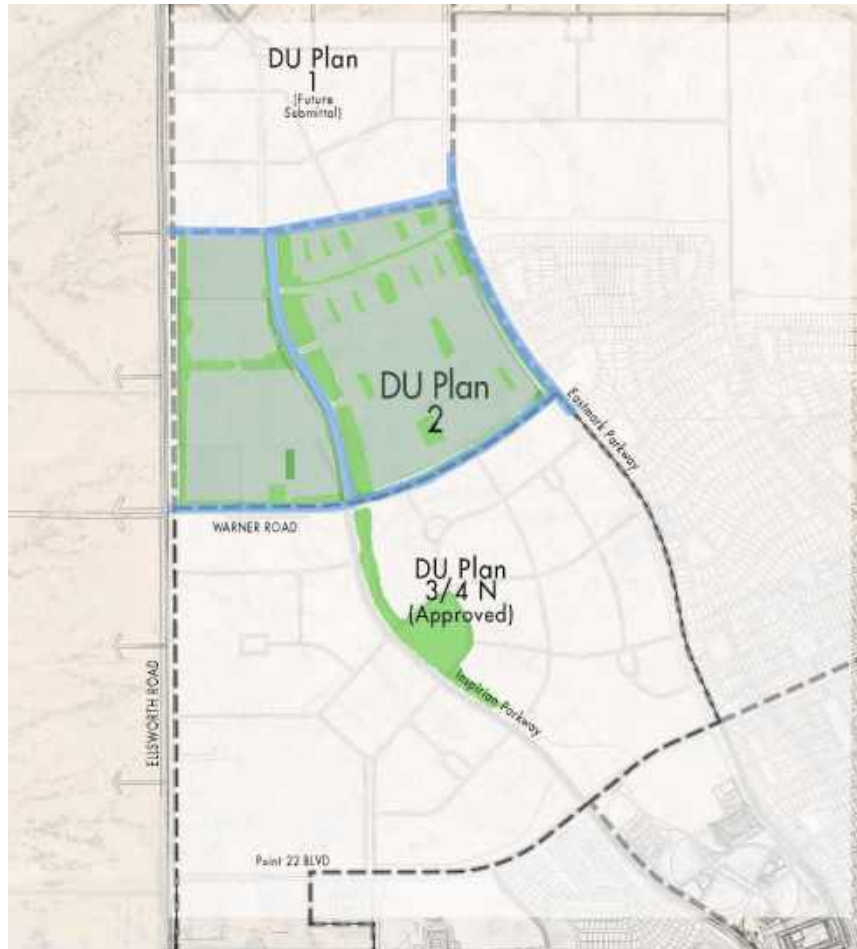 DU Plan
1
(Future
Submittal)
DU Plan
2
Eastmark Parkway
WARNER ROAD
DU Plan
3/4 N
(Approved)
Inspirian Parkway
ELLSWORTH ROAD
Point 22 BLVD